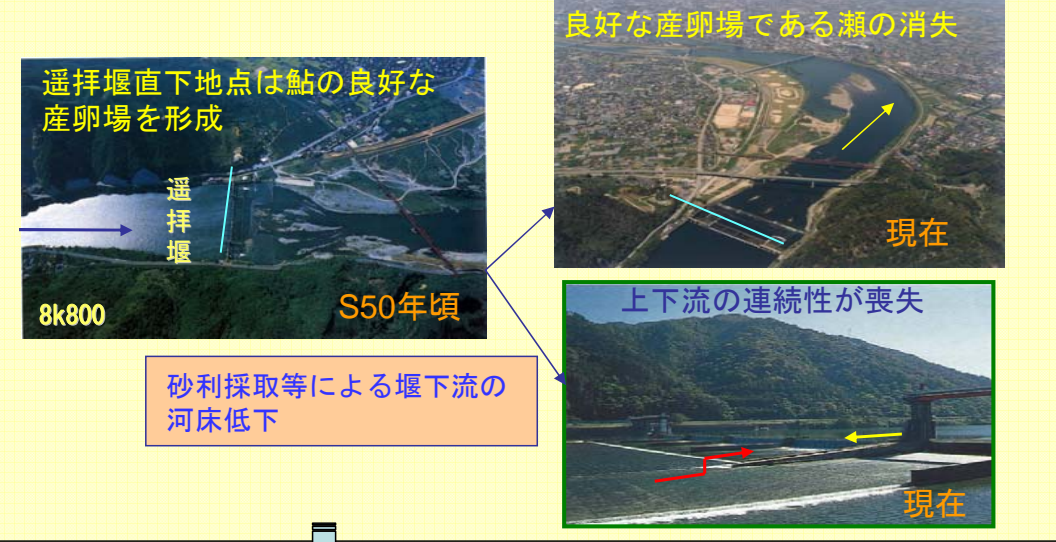 遥拝堰直下地点は鮎の良好な
産卵場を形成
遥
拝
堰
8k800
S50年頃
砂利採取等による堰下流の
河床低下
良好な産卵場である瀬の消失
現在
上下流の連続性が喪失
現在